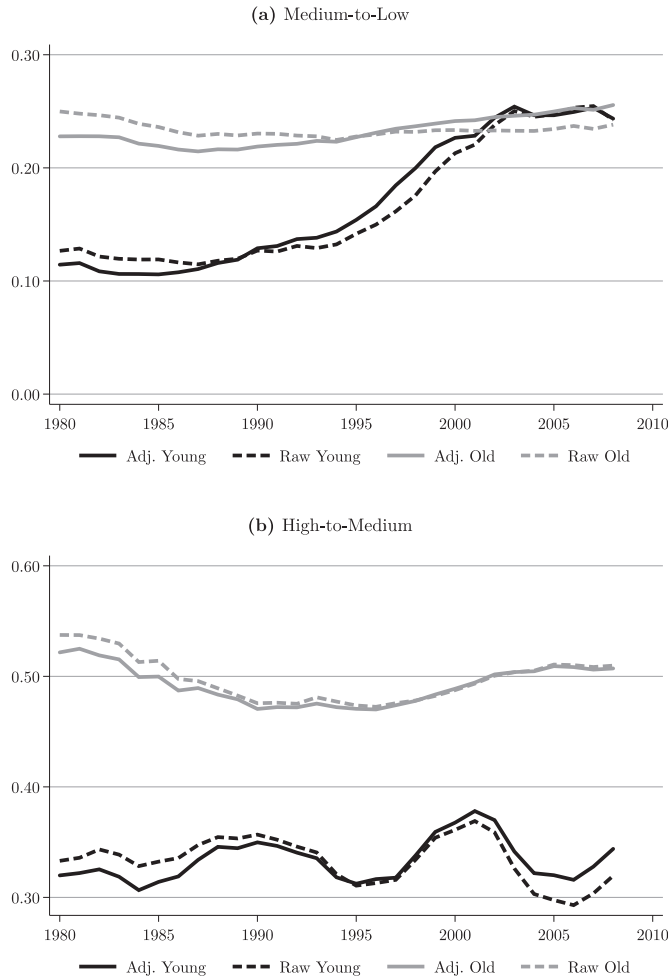 (a) Medium-to-Low
0.30
0.20
0.10
0.00
1980 1985 1990 1995 2000 2005 2010
Adj. Young Raw Young Adj. Old Raw Old
(b) High-to-Medium
0.60
0.50
0.40
0.30
1980 1985 1990 1995 2000 2005 2010
Adj. Young Raw Young Adj. Old Raw Old